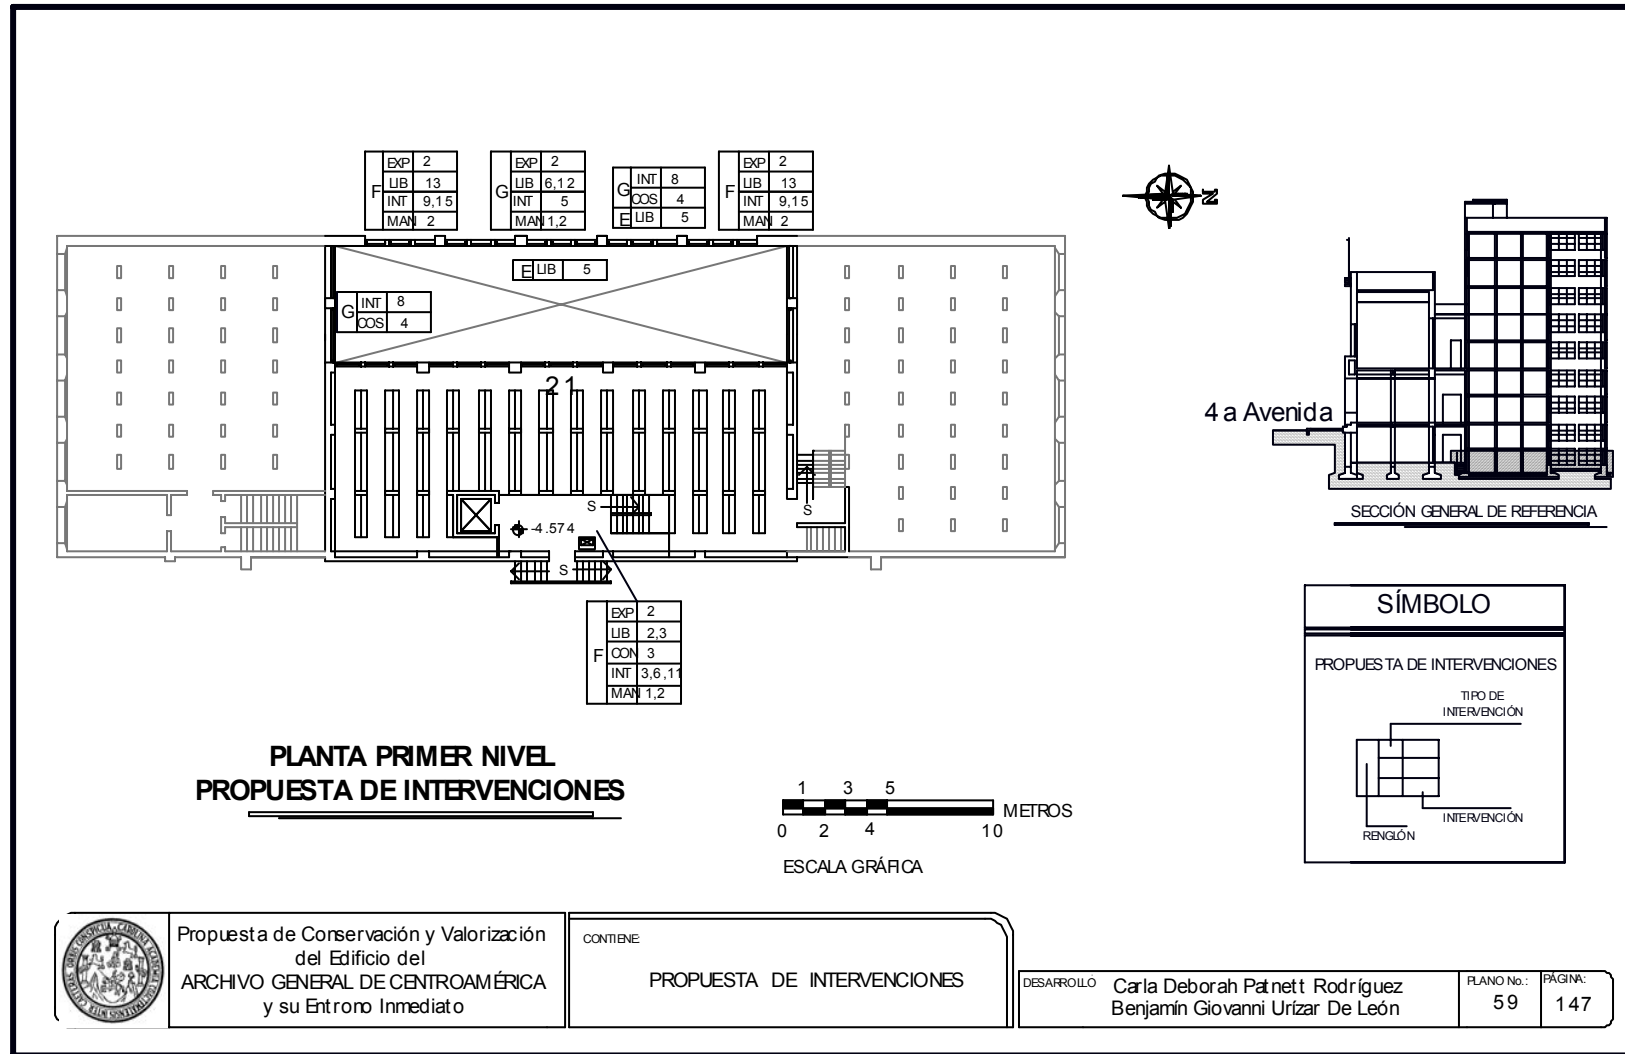 F
EXP 2
LIB 13
INT 9,15
MAN 2
G
EXP 2
LIB 6,12
INT 5
MAN 1,2
G
INT 8
COS 4
E LIB 5
F
EXP 2
LIB 13
INT 9,15
MAN 2
N
E LIB 5
G
INT 8
COS 4
21
S
-4.574
S
S
F
EXP 2
LIB 2,3
CON 3
INT 3,6,11
MAN 1,2
4a Avenida
SECCIÓN GENERAL DE REFERENCIA
SÍMBOLO
PROPUESTA DE INTERVENCIONES
TIPO DE
INTERVENCIÓN
INTERVENCIÓN
RENGLÓN
PLANTA PRIMER NIVEL
PROPUESTA DE INTERVENCIONES
1 3 5
METROS
0 2 4 10
ESCALA GRÁFICA
Propuesta de Conservación y Valorización
del Edificio del
ARCHIVO GENERAL DE CENTROAMÉRICA
y su Entrono Inmediato
CONTIENE:
PROPUESTA DE INTERVENCIONES
DESARROLLÓ
Carla Deborah Patnett Rodríguez
Benjamín Giovanni Urízar De León
PLANO No.:
59
PÁGINA:
147